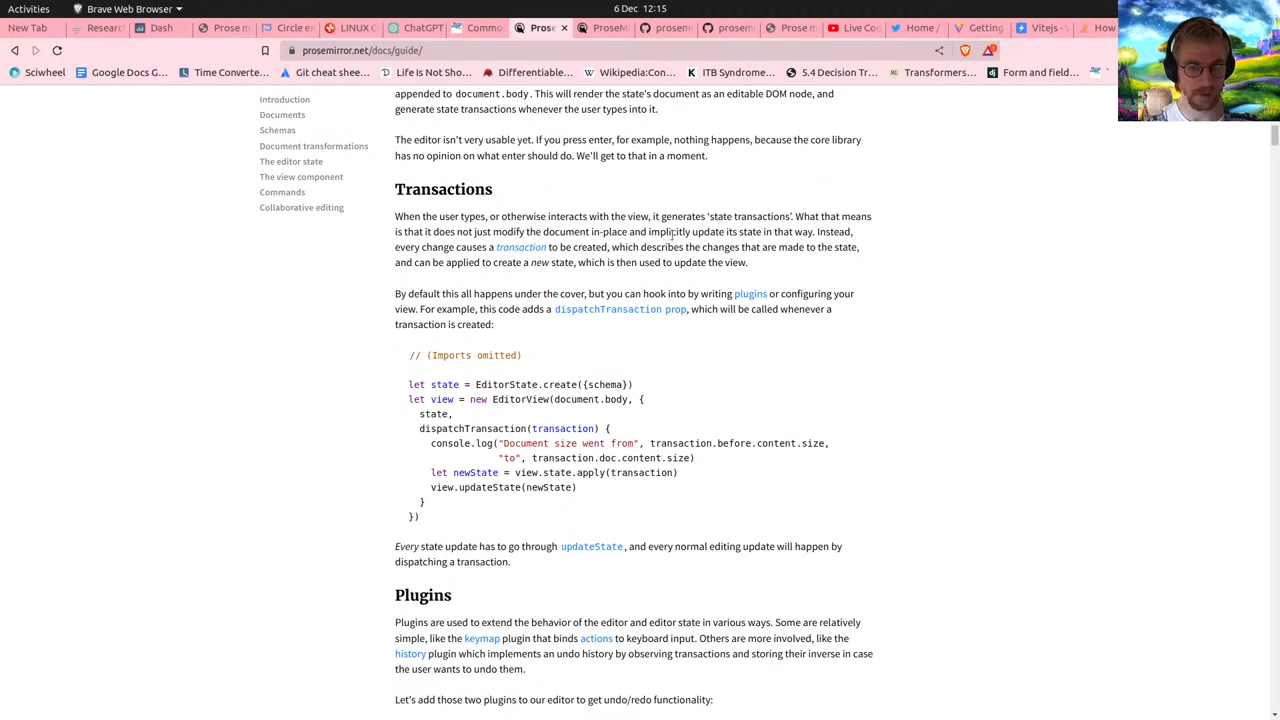 Activities
Brave Web Browser
6 Dec 12:15
New Tab
Researc
Dash
Prose m
Circle ex
LINUX C
ChatGPT
Commo
Prose
ProseMi
prosemi
prosemi
Prose m
Live Cod
Home /
Getting
Vitejs - V
How
prosemirror.net/docs/guide/
Sciwheel
Google Docs G...
Time Converte...
Git cheat shee...
Life Is Not Sho...
Differentiable...
Wikipedia:Con...
ITB Syndrome...
5.4 Decision Tr...
Transformers...
Form and field...
Introduction
Documents
Schemas
Document transformations
The editor state
The view component
Commands
Collaborative editing
appended to document.body. This will render the state's document as an editable DOM node, and
generate state transactions whenever the user types into it.
The editor isn't very usable yet. If you press enter, for example, nothing happens, because the core library
has no opinion on what enter should do. We'll get to that in a moment.
Transactions
When the user types, or otherwise interacts with the view, it generates ‘state transactions’. What that means
is that it does not just modify the document in-place and implicitly update its state in that way. Instead,
every change causes a transaction to be created, which describes the changes that are made to the state,
and can be applied to create a new state, which is then used to update the view.
By default this all happens under the cover, but you can hook into by writing plugins or configuring your
view. For example, this code adds a dispatchTransaction prop, which will be called whenever a
transaction is created:
// (Imports omitted)
let state = EditorState.create({schema})
let view = new EditorView(document.body, {
state,
dispatchTransaction(transaction) {
console.log("Document size went from", transaction.before.content.size,
"to", transaction.doc.content.size)
let newState = view.state.apply(transaction)
view.updateState(newState)
}
})
Every state update has to go through updateState, and every normal editing update will happen by
dispatching a transaction.
Plugins
Plugins are used to extend the behavior of the editor and editor state in various ways. Some are relatively
simple, like the keymap plugin that binds actions to keyboard input. Others are more involved, like the
history plugin which implements an undo history by observing transactions and storing their inverse in case
the user wants to undo them.
Let's add those two plugins to our editor to get undo/redo functionality: